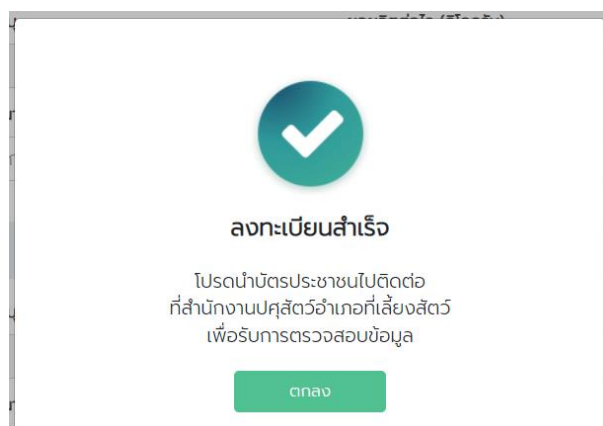 ลงทะเบียนสำเร็จ
โปรดนำบัตรประชาชนไปติดต่อ
ที่สำนักงานปศุสัตว์อำเภอที่เลี้ยงสัตว์
เพื่อรับการตรวจสอบข้อมูล
ตกลง